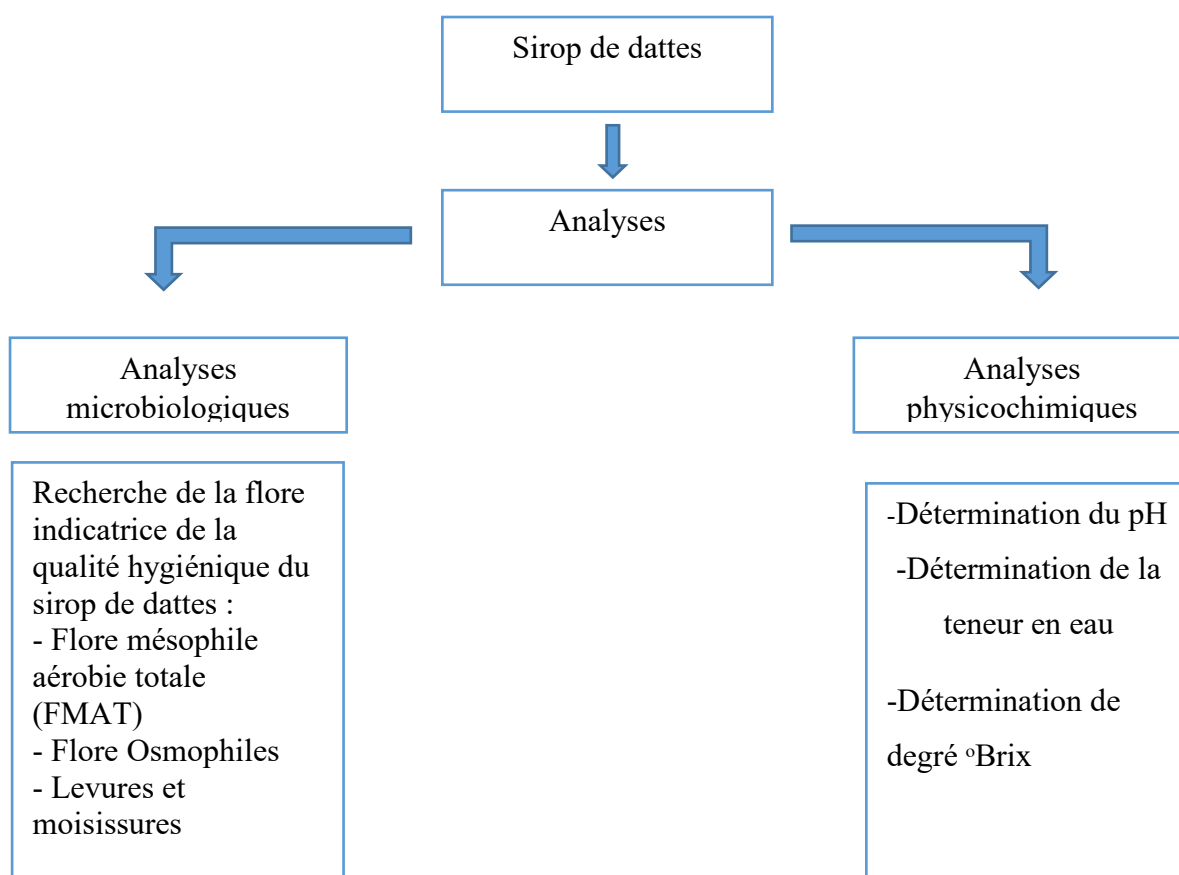 Sirop de dattes
Analyses
Analyses
microbiologiques
Analyses
physicochimiques
Recherche de la flore
indicatrice de la
qualité hygiénique du
sirop de dattes :
- Flore mésophile
aérobie totale
(FMAT)
- Flore Osmophiles
- Levures et
moisissures
-Détermination du pH
-Détermination de la
teneur en eau
-Détermination de
degré ᵒBrix